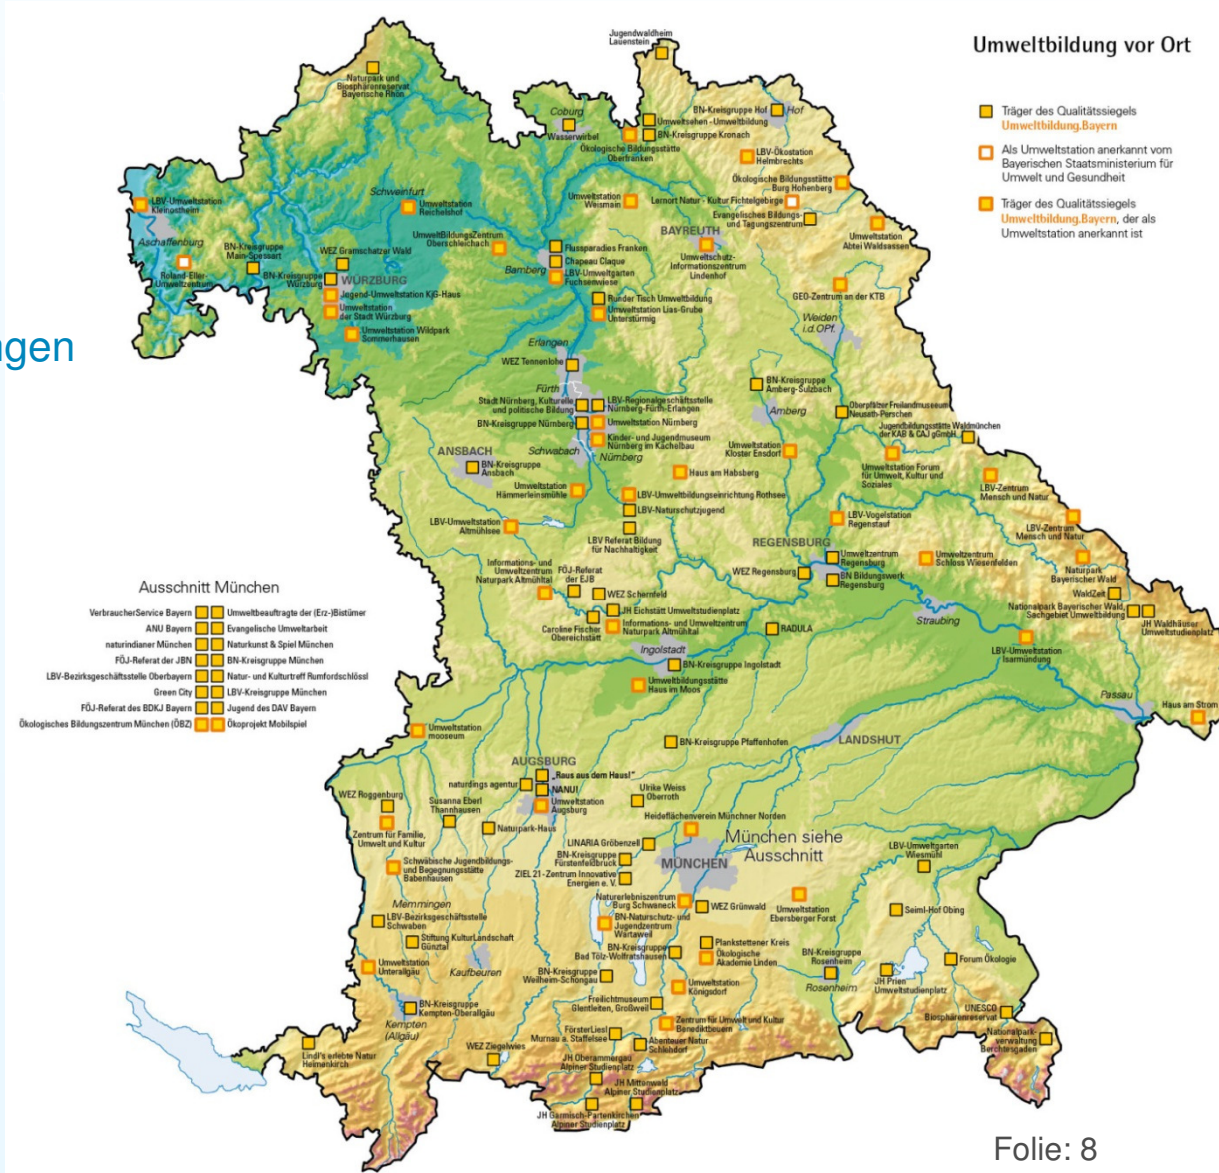 Umweltbildung vor Ort
Träger des Qualitätssiegels
Umweltbildung.Bayern
Als Umweltstation anerkannt vom
Bayerischen Staatsministerium für
Umwelt und Gesundheit
Träger des Qualitätssiegels
Umweltbildung.Bayern, der als
Umweltstation anerkannt ist
Jugendwaldheim
Lauenstein
Naturpark und
Biosphärenreservat
Bayerische Rhön
Coburg
Wasserwirbel
BN-Kreisgruppe Hof
Hof
Umweltsehen - Umweltbildung
BN-Kreisgruppe Kronach
Ökologische Bildungsstätte
Oberfranken
LBV-Ökostation
Helmbrechts
Ökologische Bildungsstätte
Burg Hohenberg
Lernort Natur - Kultur Fichtelgebirge
Evangelisches Bildungs-
und Tagungszentrum
Umweltstation
Abtei Waldsassen
Umweltstation
Weismain
BAYREUTH
Umweltschutz-
Informationszentrum
Lindenhof
LBV-Umweltstation
Kleinostheim
Aschaffenburg
Roland-Eller-
Umweltzentrum
BN-Kreisgruppe
Main-Spessart
Schweinfurt
Umweltstation
Reichelshof
UmweltBildungsZentrum
Oberschleichach
WEZ Gramschatzer Wald
BN-Kreisgruppe
Würzburg
WÜRZBURG
Jugend-Umweltstation KjG-Haus
Umweltstation
der Stadt Würzburg
Umweltstation Wildpark
Sommerhausen
Flussparadies Franken
Chapeau Claque
Bamberg
LBV-Umweltgarten
Fuchsenwiese
Runder Tisch Umweltbildung
Umweltstation Lias-Grube
Unterstürmig
GEO-Zentrum an der KTB
Weiden
i.d.OPf.
ngen
Erlangen
WEZ Tennenlohe
Fürth
Stadt Nürnberg, Kulturelle
und politische Bildung
LBV-Regionalgeschäftsstelle
Nürnberg-Fürth-Erlangen
BN-Kreisgruppe Nürnberg
Umweltstation Nürnberg
Kinder- und Jugendmuseum
Nürnberg im Kachelbau
Schwabach
Nürnberg
BN-Kreisgruppe
Amberg-Sulzbach
Amberg
Oberpfälzer Freilandmuseeum
Neusath-Perschen
Jugendbildungsstätte Waldmünchen
der KAB & CAJ gGmbH
Umweltstation
Kloster Ensdorf
Umweltstation Forum
für Umwelt, Kultur und
Soziales
LBV-Zentrum
Mensch und Natur
ANSBACH
BN-Kreisgruppe
Ansbach
Haus am Habsberg
Umweltstation
Hämmerleinsmühle
LBV-Umweltbildungseinrichtung Rothsee
LBV-Naturschutzjugend
LBV Referat Bildung
für Nachhaltigkeit
LBV-Umweltstation
Altmühlsee
LBV-Vogelstation
Regenstauf
LBV-Zentrum
Mensch und Natur
REGENSBURG
Umweltzentrum
Regensburg
WEZ Regensburg
BN Bildungswerk
Regensburg
Umweltzentrum
Schloss Wiesenfelden
Naturpark
Bayerischer Wald
WaldZeit
Nationalpark Bayerischer Wald,
Sachgebiet Umweltbildung
JH Waldhäuser
Umweltstudienplatz
Informations- und
Umweltzentrum
Naturpark Altmühltal
FÖJ-Referat
der EJB
WEZ Schernfeld
JH Eichstätt Umweltstudienplatz
Caroline Fischer
Obereichstätt
Informations- und Umweltzentrum
Naturpark Altmühltal
RADULA
Straubing
LBV-Umweltstation
Isarmündung
Ingolstadt
BN-Kreisgruppe Ingolstadt
Umweltbildungsstätte
Haus im Moos
Passau
Haus am Strom
Ausschnitt München
VerbraucherService Bayern
Umweltbeauftragte der (Erz-)Bistümer
ANU Bayern
Evangelische Umweltarbeit
naturindianer München
Naturkunst & Spiel München
FÖJ-Referat der JBN
BN-Kreisgruppe München
LBV-Bezirksgeschäftsstelle Oberbayern
Natur- und Kulturtreff Rumfordschlössl
Green City
LBV-Kreisgruppe München
FÖJ-Referat des BDKJ Bayern
Jugend des DAV Bayern
Ökologisches Bildungszentrum München (ÖBZ)
Ökoprojekt Mobilspiel
Umweltstation
mooseum
BN-Kreisgruppe Pfaffenhofen
LANDSHUT
AUGSBURG
„Raus aus dem Haus!"
naturdings agentur
NANU!
Umweltstation
Augsburg
Ulrike Weiss
Oberroth
WEZ Roggenburg
Susanna Eberl
Thannhausen
Naturpark-Haus
Zentrum für Familie,
Umwelt und Kultur
Heideflächenverein Münchner Norden
LINARIA Gröbenzell
München siehe
Ausschnitt
MÜNCHEN
BN-Kreisgruppe
Fürstenfeldbruck
ZIEL 21 - Zentrum Innovative
Energien e. V.
Schwäbische Jugendbildungs-
und Begegnungsstätte
Babenhausen
LBV-Umweltgarten
Wiesmühl
Naturerlebniszentrum
Burg Schwaneck
WEZ Grünwald
Umweltstation
Ebersberger Forst
Seiml-Hof Obing
Memmingen
LBV-Bezirksgeschäftsstelle
Schwaben
BN-Naturschutz- und
Jugendzentrum
Wartaweil
Stiftung KulturLandschaft
Günztal
Plankstettener Kreis
BN-Kreisgruppe
Bad Tölz-Wolfratshausen
Ökologische
Akademie Linden
BN-Kreisgruppe
Rosenheim
Rosenheim
Forum Ökologie
JH Prien
Umweltstudienplatz
Umweltstation
Unterallgäu
Kaufbeuren
BN-Kreisgruppe
Weilheim-Schongau
Umweltstation
Königsdorf
Freilichtmuseum
Glentleiten, Großweil
BN-Kreisgruppe
Kempten-Oberallgäu
Kempten
(Allgäu)
Zentrum für Umwelt und Kultur
Benediktbeuern
UNESCO
Biosphärenreservat
Nationalpark-
verwaltung
Berchtesgaden
FörsterLiesl
Murnau a. Staffelsee
Abenteuer Natur
Schlehdorf
Lindl's erlebte Natur
Heimenkirch
WEZ Ziegelwies
JH Oberammergau
Alpiner Studienplatz
JH Mittenwald
Alpiner Studienplatz
JH Garmisch-Partenkirchen
Alpiner Studienplatz
Folie: 8